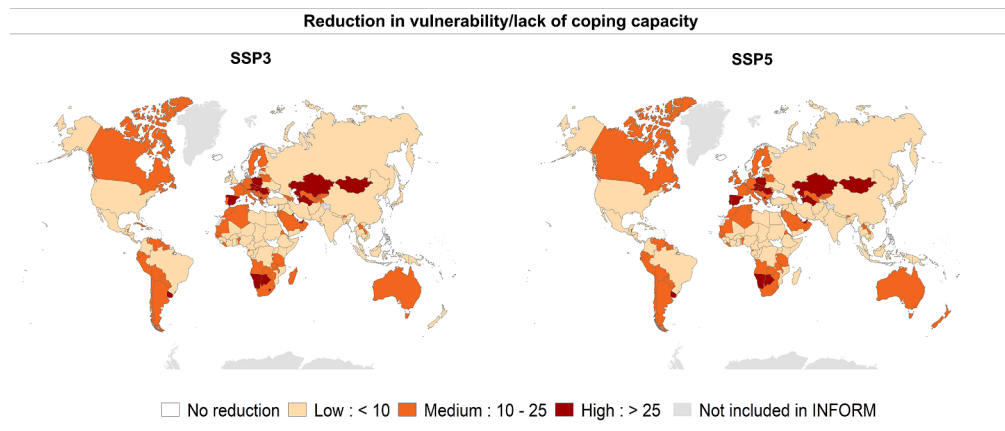 Reduction in vulnerability/lack of coping capacity
SSP3
SSP5
No reduction
Low : < 10
Medium : 10 - 25
High : > 25
Not included in INFORM